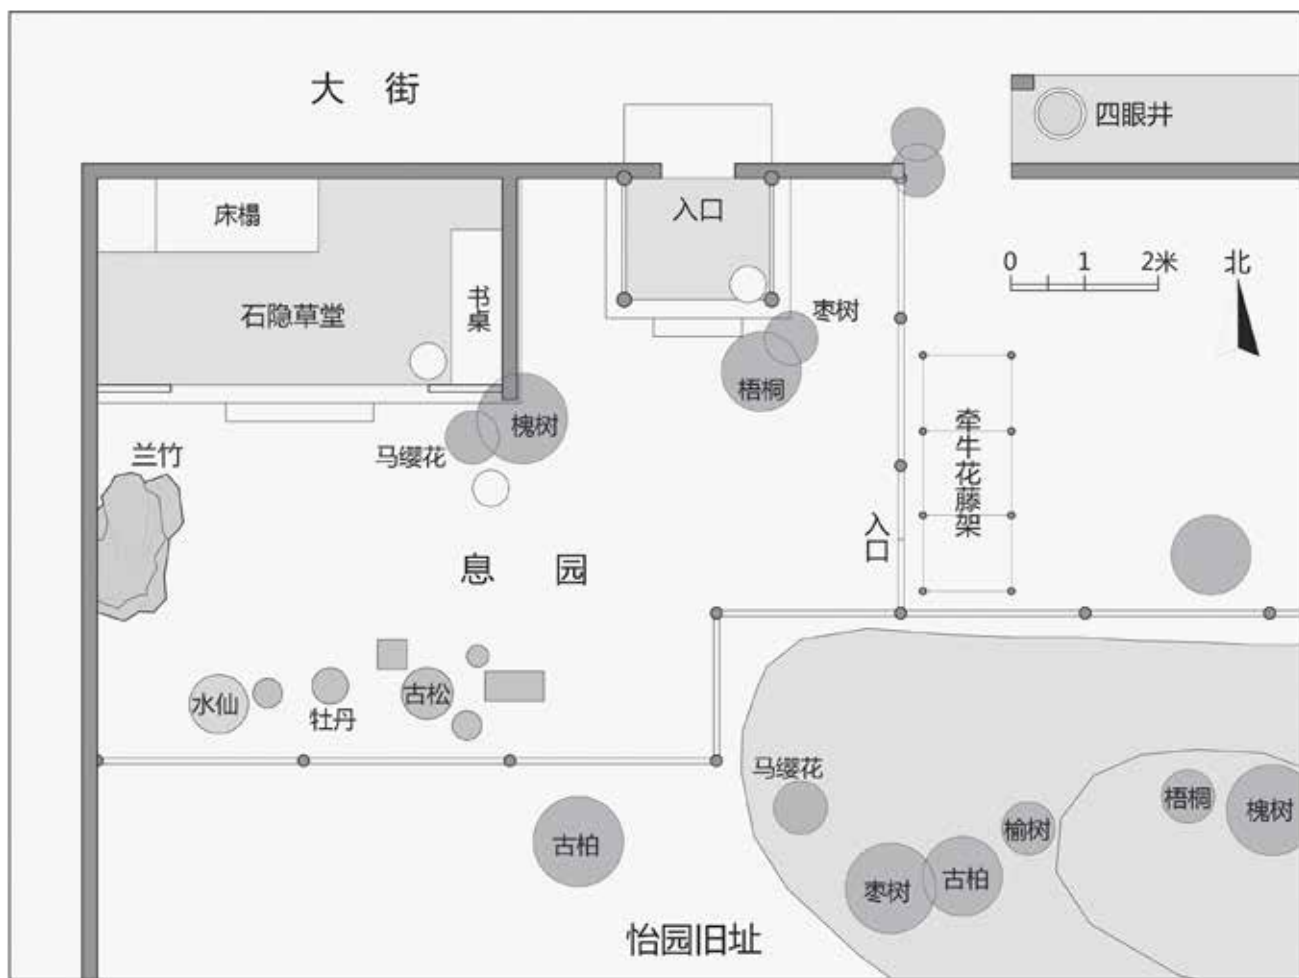 大 街
四眼井
床榻
入口
0 1 2米
北
书桌
石隐草堂
枣树
梧桐
槐树
马缨花
兰竹
牵牛花藤架
入口
息 园
水仙
牡丹
古松
马缨花
梧桐
槐树
榆树
古柏
枣树
古柏
怡园旧址